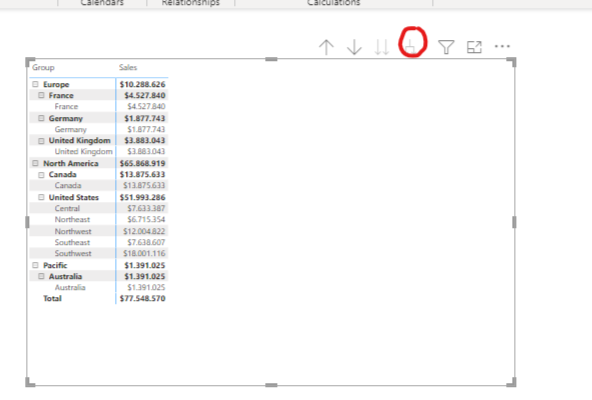 Calendars Relationships Calculations
Group Sales
Europe $10.288.626
France $4.527.840
France $4.527.840
Germany $1.877.743
Germany $1.877.743
United Kingdom $3.883.043
United Kingdom $3.883.043
North America $65.868.919
Canada $13.875.633
Canada $13.875.633
United States $51.993.286
Central $7.633.387
Northeast $6.715.354
Northwest $12.004.822
Southeast $7.638.607
Southwest $18.001.116
Pacific $1.391.025
Australia $1.391.025
Australia $1.391.025
Total $77.548.570